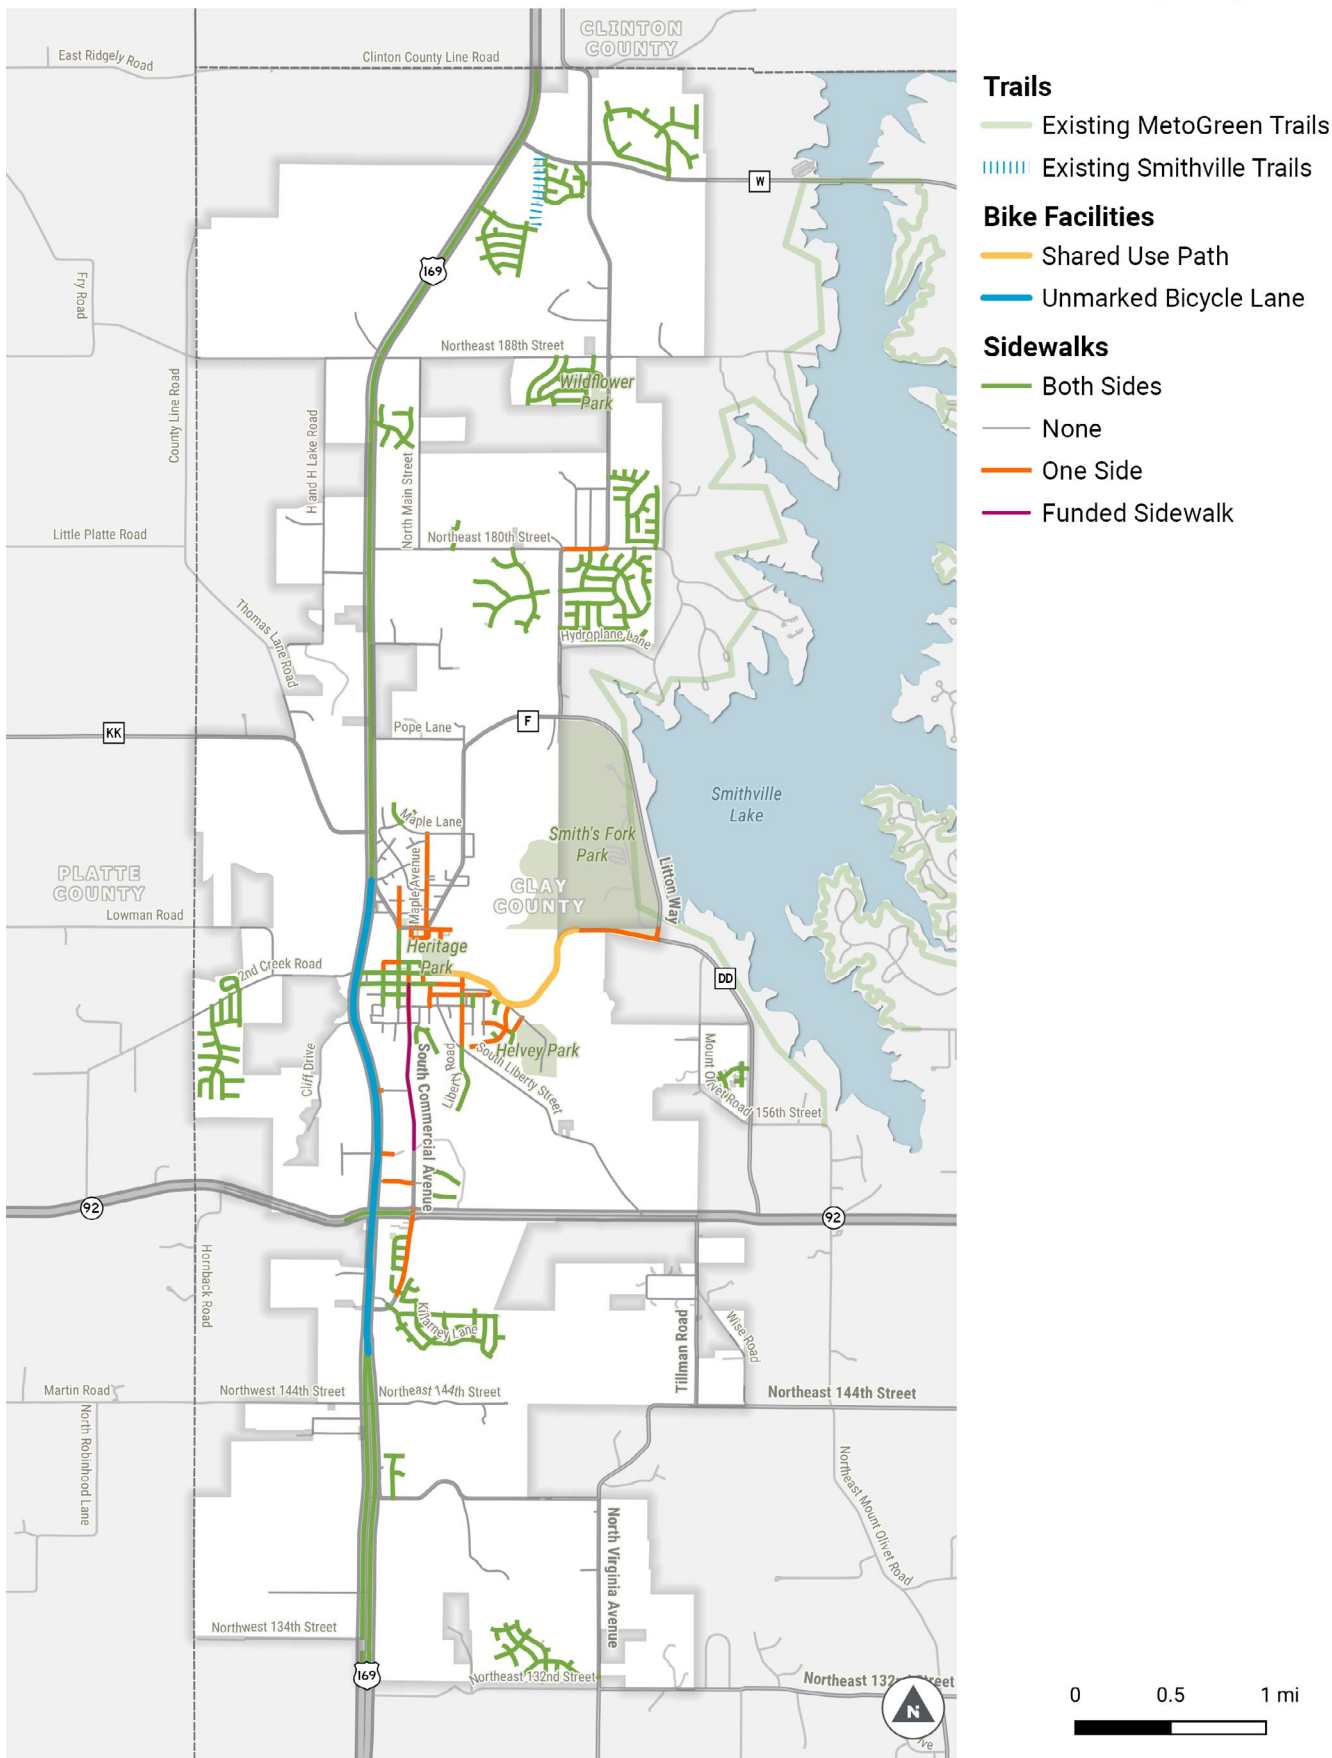 CLINTON
COUNTY
East Ridgely Road
Clinton County Line Road
W
169
Fry Road
Northeast 188th Street
Wildflower
Park
County Line Road
H and H Lake Road
North Main Street
Little Platte Road
Northeast 180th Street
Thomas Lane Road
Hydroplane Lane
KK
Pope Lane
F
Smithville
Lake
Maple Lane
Smith's Fork
Park
Maple Avenue
PLATTE
COUNTY
CLAY
COUNTY
Litton Way
Lowman Road
Heritage
Park
2nd Creek Road
DD
Cliff Drive
South Commercial Avenue
Liberty Road
South Liberty Street
Helvey Park
Mount Olivet Road
156th Street
92
92
Hornback Road
Killarney Lane
Tillman Road
Wise Road
Martin Road
Northwest 144th Street
Northeast 144th Street
Northeast 144th Street
North Robinhood Lane
Northeast Mount Olivet Road
North Virginia Avenue
Northwest 134th Street
169
Northeast 132nd Street
Northeast 132nd Street
N
Trails
Existing MetoGreen Trails
Existing Smithville Trails
Bike Facilities
Shared Use Path
Unmarked Bicycle Lane
Sidewalks
Both Sides
None
One Side
Funded Sidewalk
0 0.5 1 mi